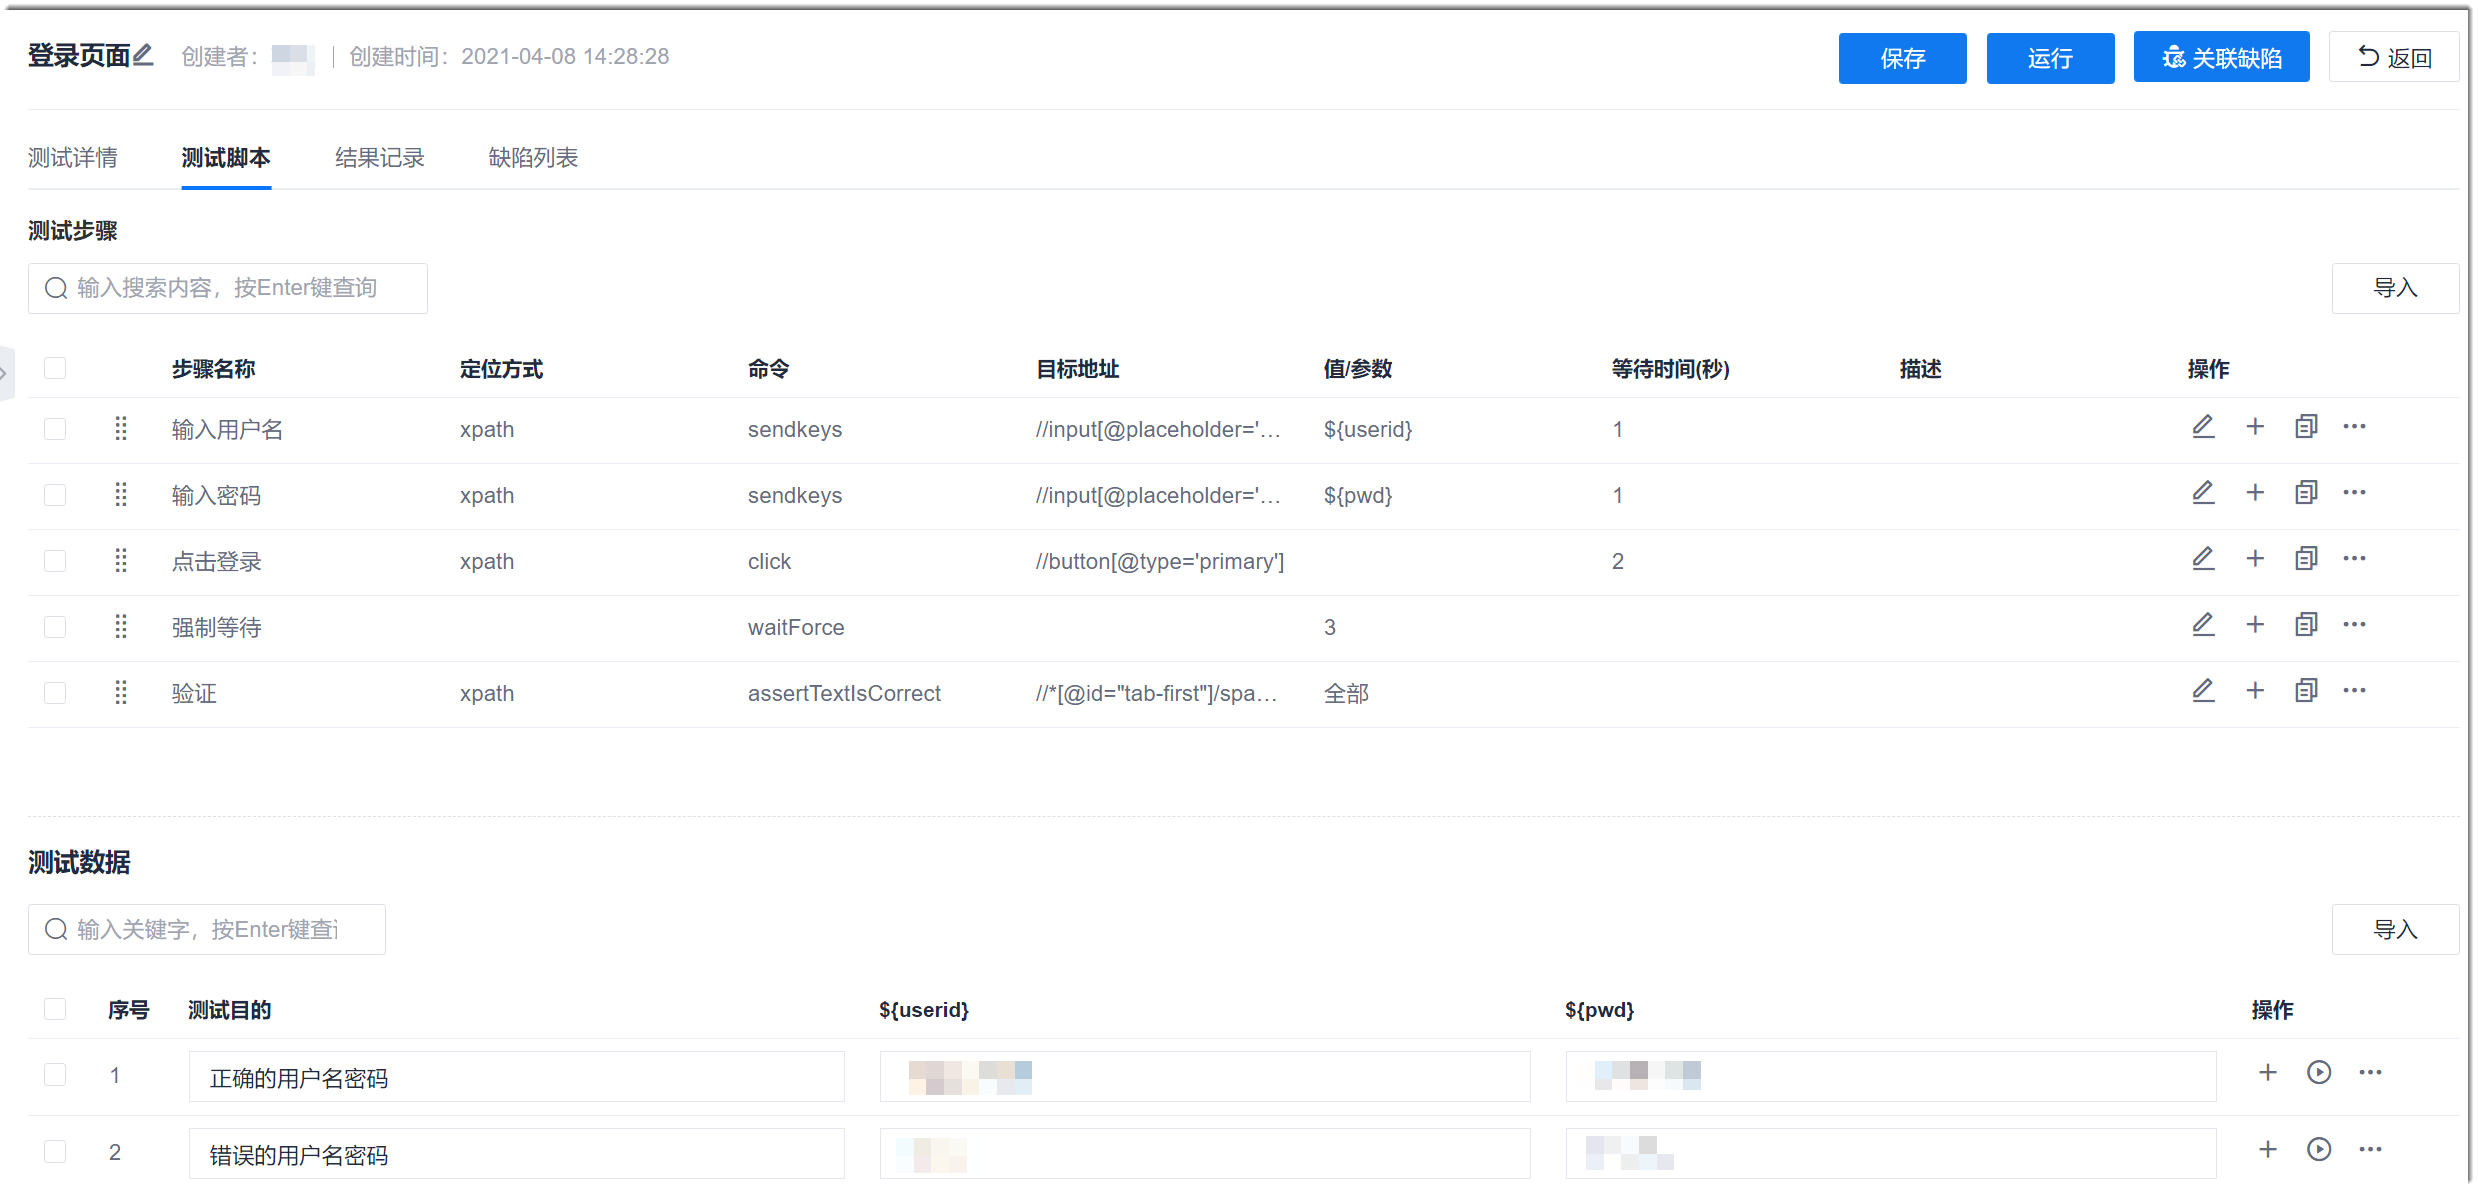 登录页面 创建者： 创建时间：2021-04-08 14:28:28 保存 运行 关联缺陷 返回
测试详情 测试脚本 结果记录 缺陷列表
测试步骤
输入搜索内容，按Enter键查询 导入
步骤名称 定位方式 命令 目标地址 值/参数 等待时间(秒) 描述 操作
输入用户名 xpath sendkeys //input[@placeholder='... ${userid} 1
输入密码 xpath sendkeys //input[@placeholder='... ${pwd} 1
点击登录 xpath click //button[@type='primary'] 2
强制等待 waitForce 3
验证 xpath assertTextIsCorrect //*[@id="tab-first"]/spa... 全部
测试数据
输入关键字，按Enter键查 导入
序号 测试目的 ${userid} ${pwd} 操作
1 正确的用户名密码
2 错误的用户名密码